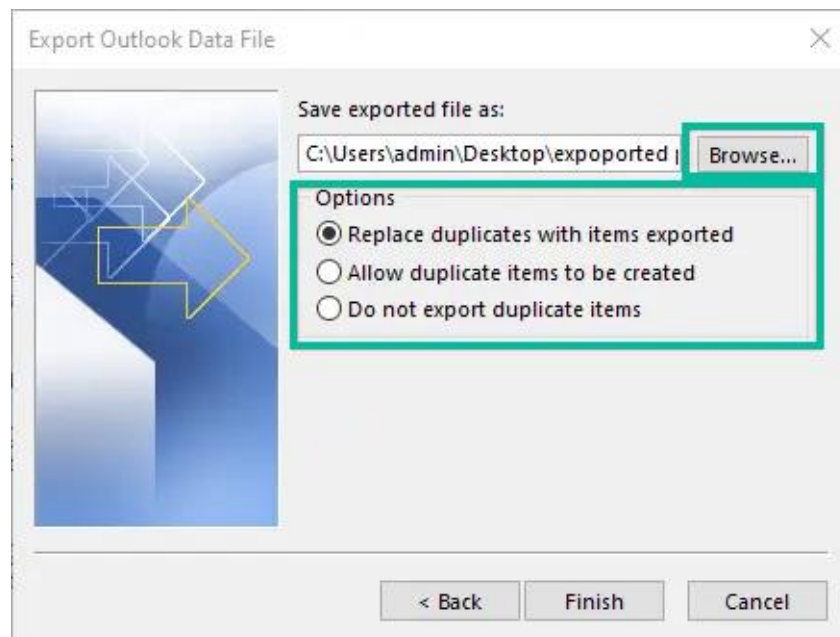 Export Outlook Data File
Save exported file as:
C:\Users\admin\Desktop\expoported
Browse...
Options
Replace duplicates with items exported
Allow duplicate items to be created
Do not export duplicate items
< Back
Finish
Cancel